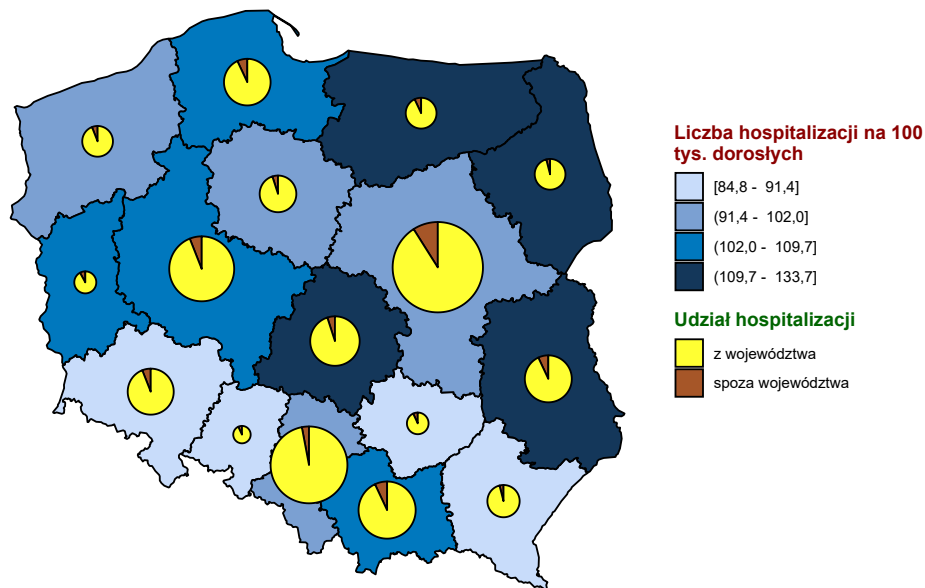 Liczba hospitalizacji na 100
tys. dorosłych
[84,8 - 91,4]
(91,4 - 102,0]
(102,0 - 109,7]
(109,7 - 133,7]
Udział hospitalizacji
z województwa
spoza województwa